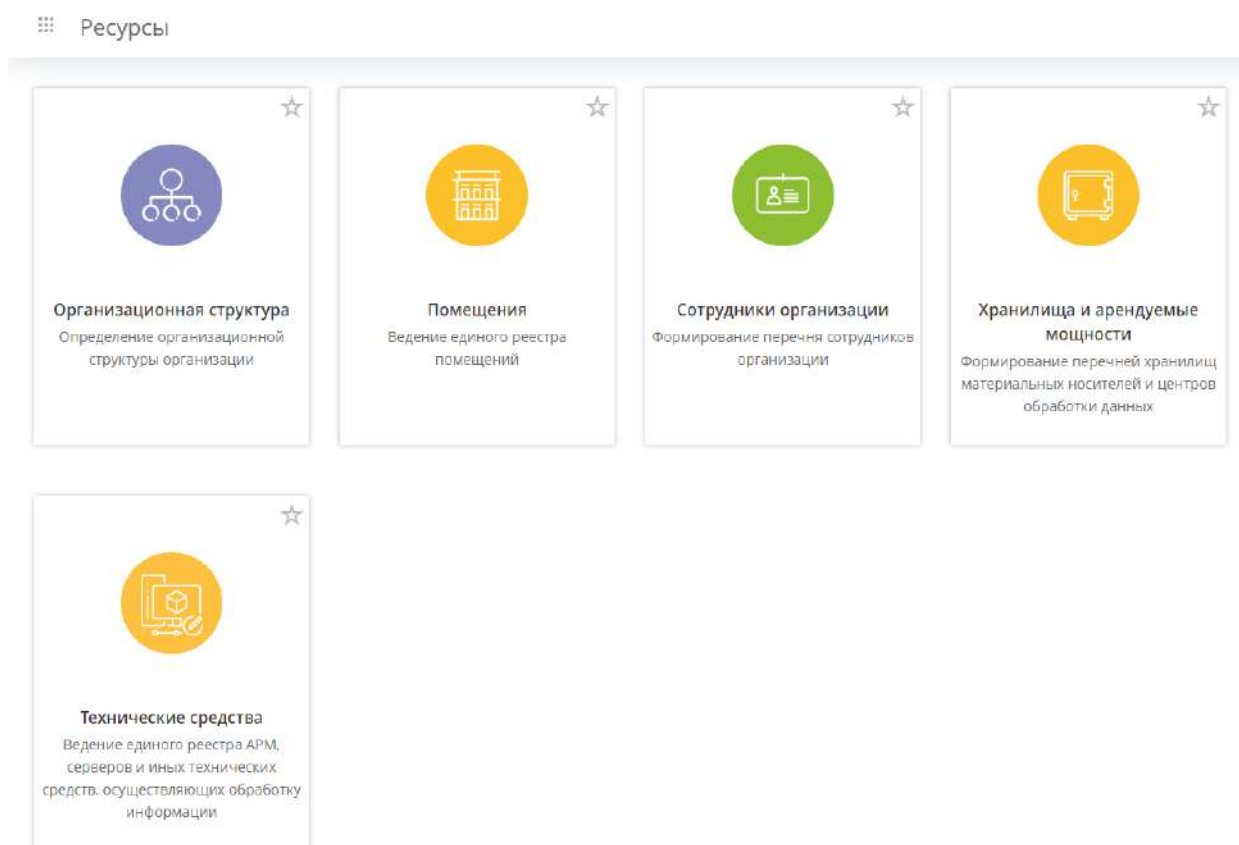 Ресурсы
Организационная структура
Определение организационной
структуры организации
Помещения
Ведение единого реестра
помещений
Сотрудники организации
Формирование перечня сотрудников
организации
Хранилища и арендуемые
мощности
Формирование перечней хранилищ
материальных носителей и центров
обработки данных
Технические средства
Ведение единого реестра АРМ,
серверов и иных технических
средств, осуществляющих обработку
информации